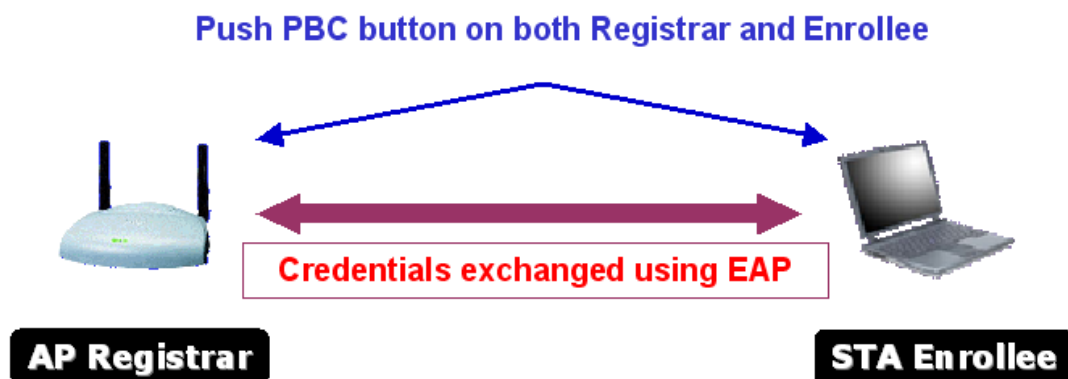 Push PBC button on both Registrar and Enrollee
Credentials exchanged using EAP
AP Registrar
STA Enrollee